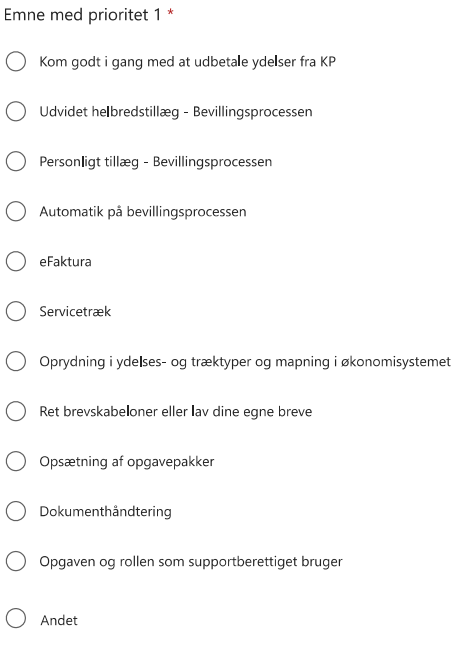 Emne med prioritet 1 *
Kom godt i gang med at udbetale ydelser fra KP
Udvidet helbredstillæg - Bevillingsprocessen
Personligt tillæg - Bevillingsprocessen
Automatik på bevillingsprocessen
eFaktura
Servicetræk
Oprydning i ydelses- og træktyper og mapning i økonomisystemet
Ret brevskabeloner eller lav dine egne breve
Opsætning af opgavepakker
Dokumenthåndtering
Opgaven og rollen som supportberettiget bruger
Andet